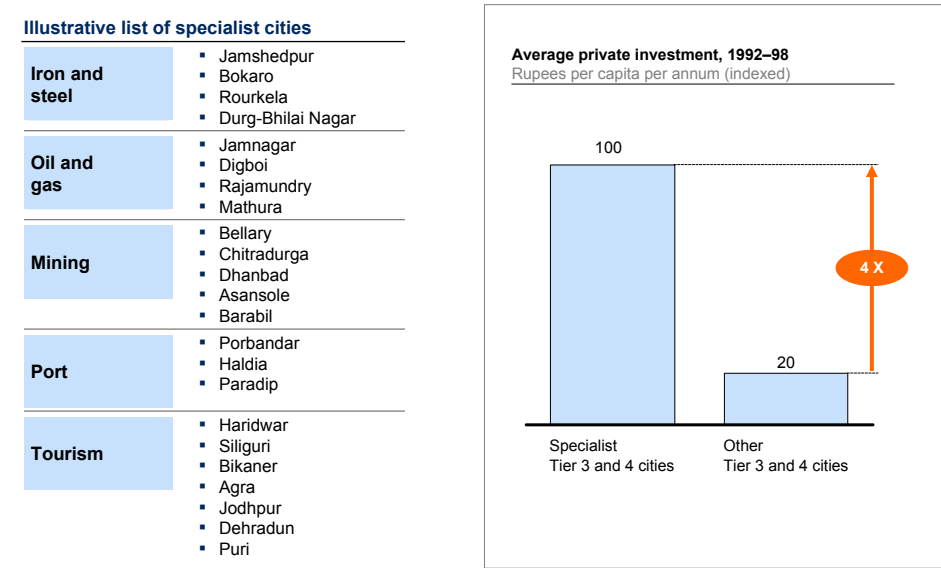 Illustrative list of specialist cities
Iron and
steel
▪ Jamshedpur
▪ Bokaro
▪ Rourkela
▪ Durg-Bhilai Nagar
Oil and
gas
▪ Jamnagar
▪ Digboi
▪ Rajamundry
▪ Mathura
Mining
▪ Bellary
▪ Chitradurga
▪ Dhanbad
▪ Asansole
▪ Barabil
Port
▪ Porbandar
▪ Haldia
▪ Paradip
Tourism
▪ Haridwar
▪ Siliguri
▪ Bikaner
▪ Agra
▪ Jodhpur
▪ Dehradun
▪ Puri
Average private investment, 1992–98
Rupees per capita per annum (indexed)
100
4 X
20
Specialist
Tier 3 and 4 cities
Other
Tier 3 and 4 cities